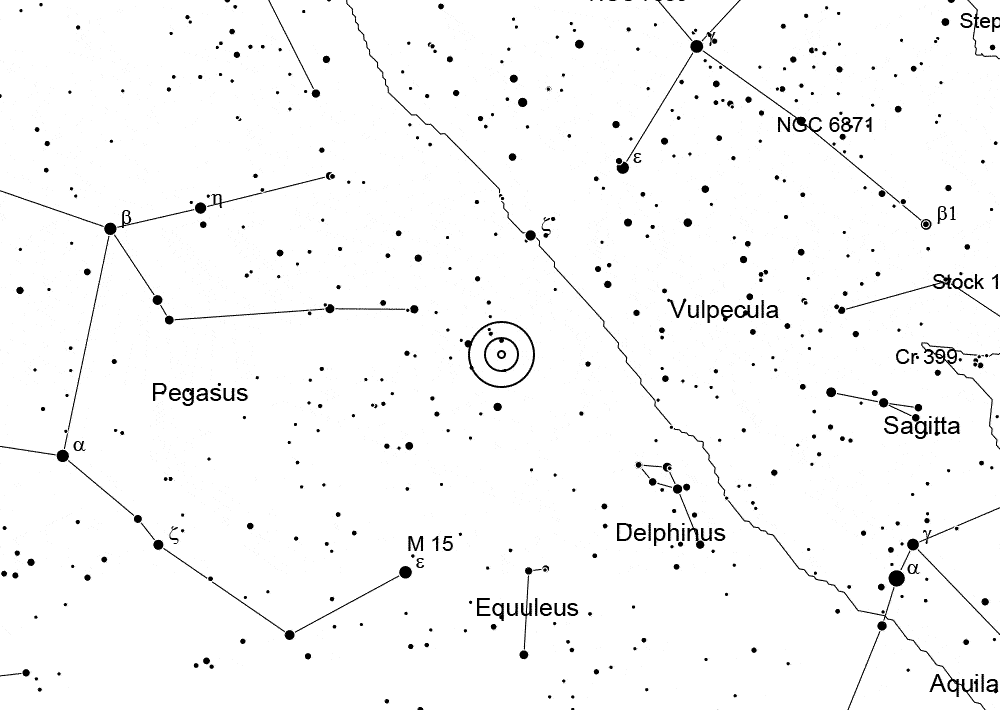 Step
γ
NGC 6871
ε
η
β
β1
ζ
Stock 1
Vulpecula
Cr 399
Pegasus
Sagitta
α
Delphinus
ζ
γ
M 15
ε
α
Equuleus
Aquila